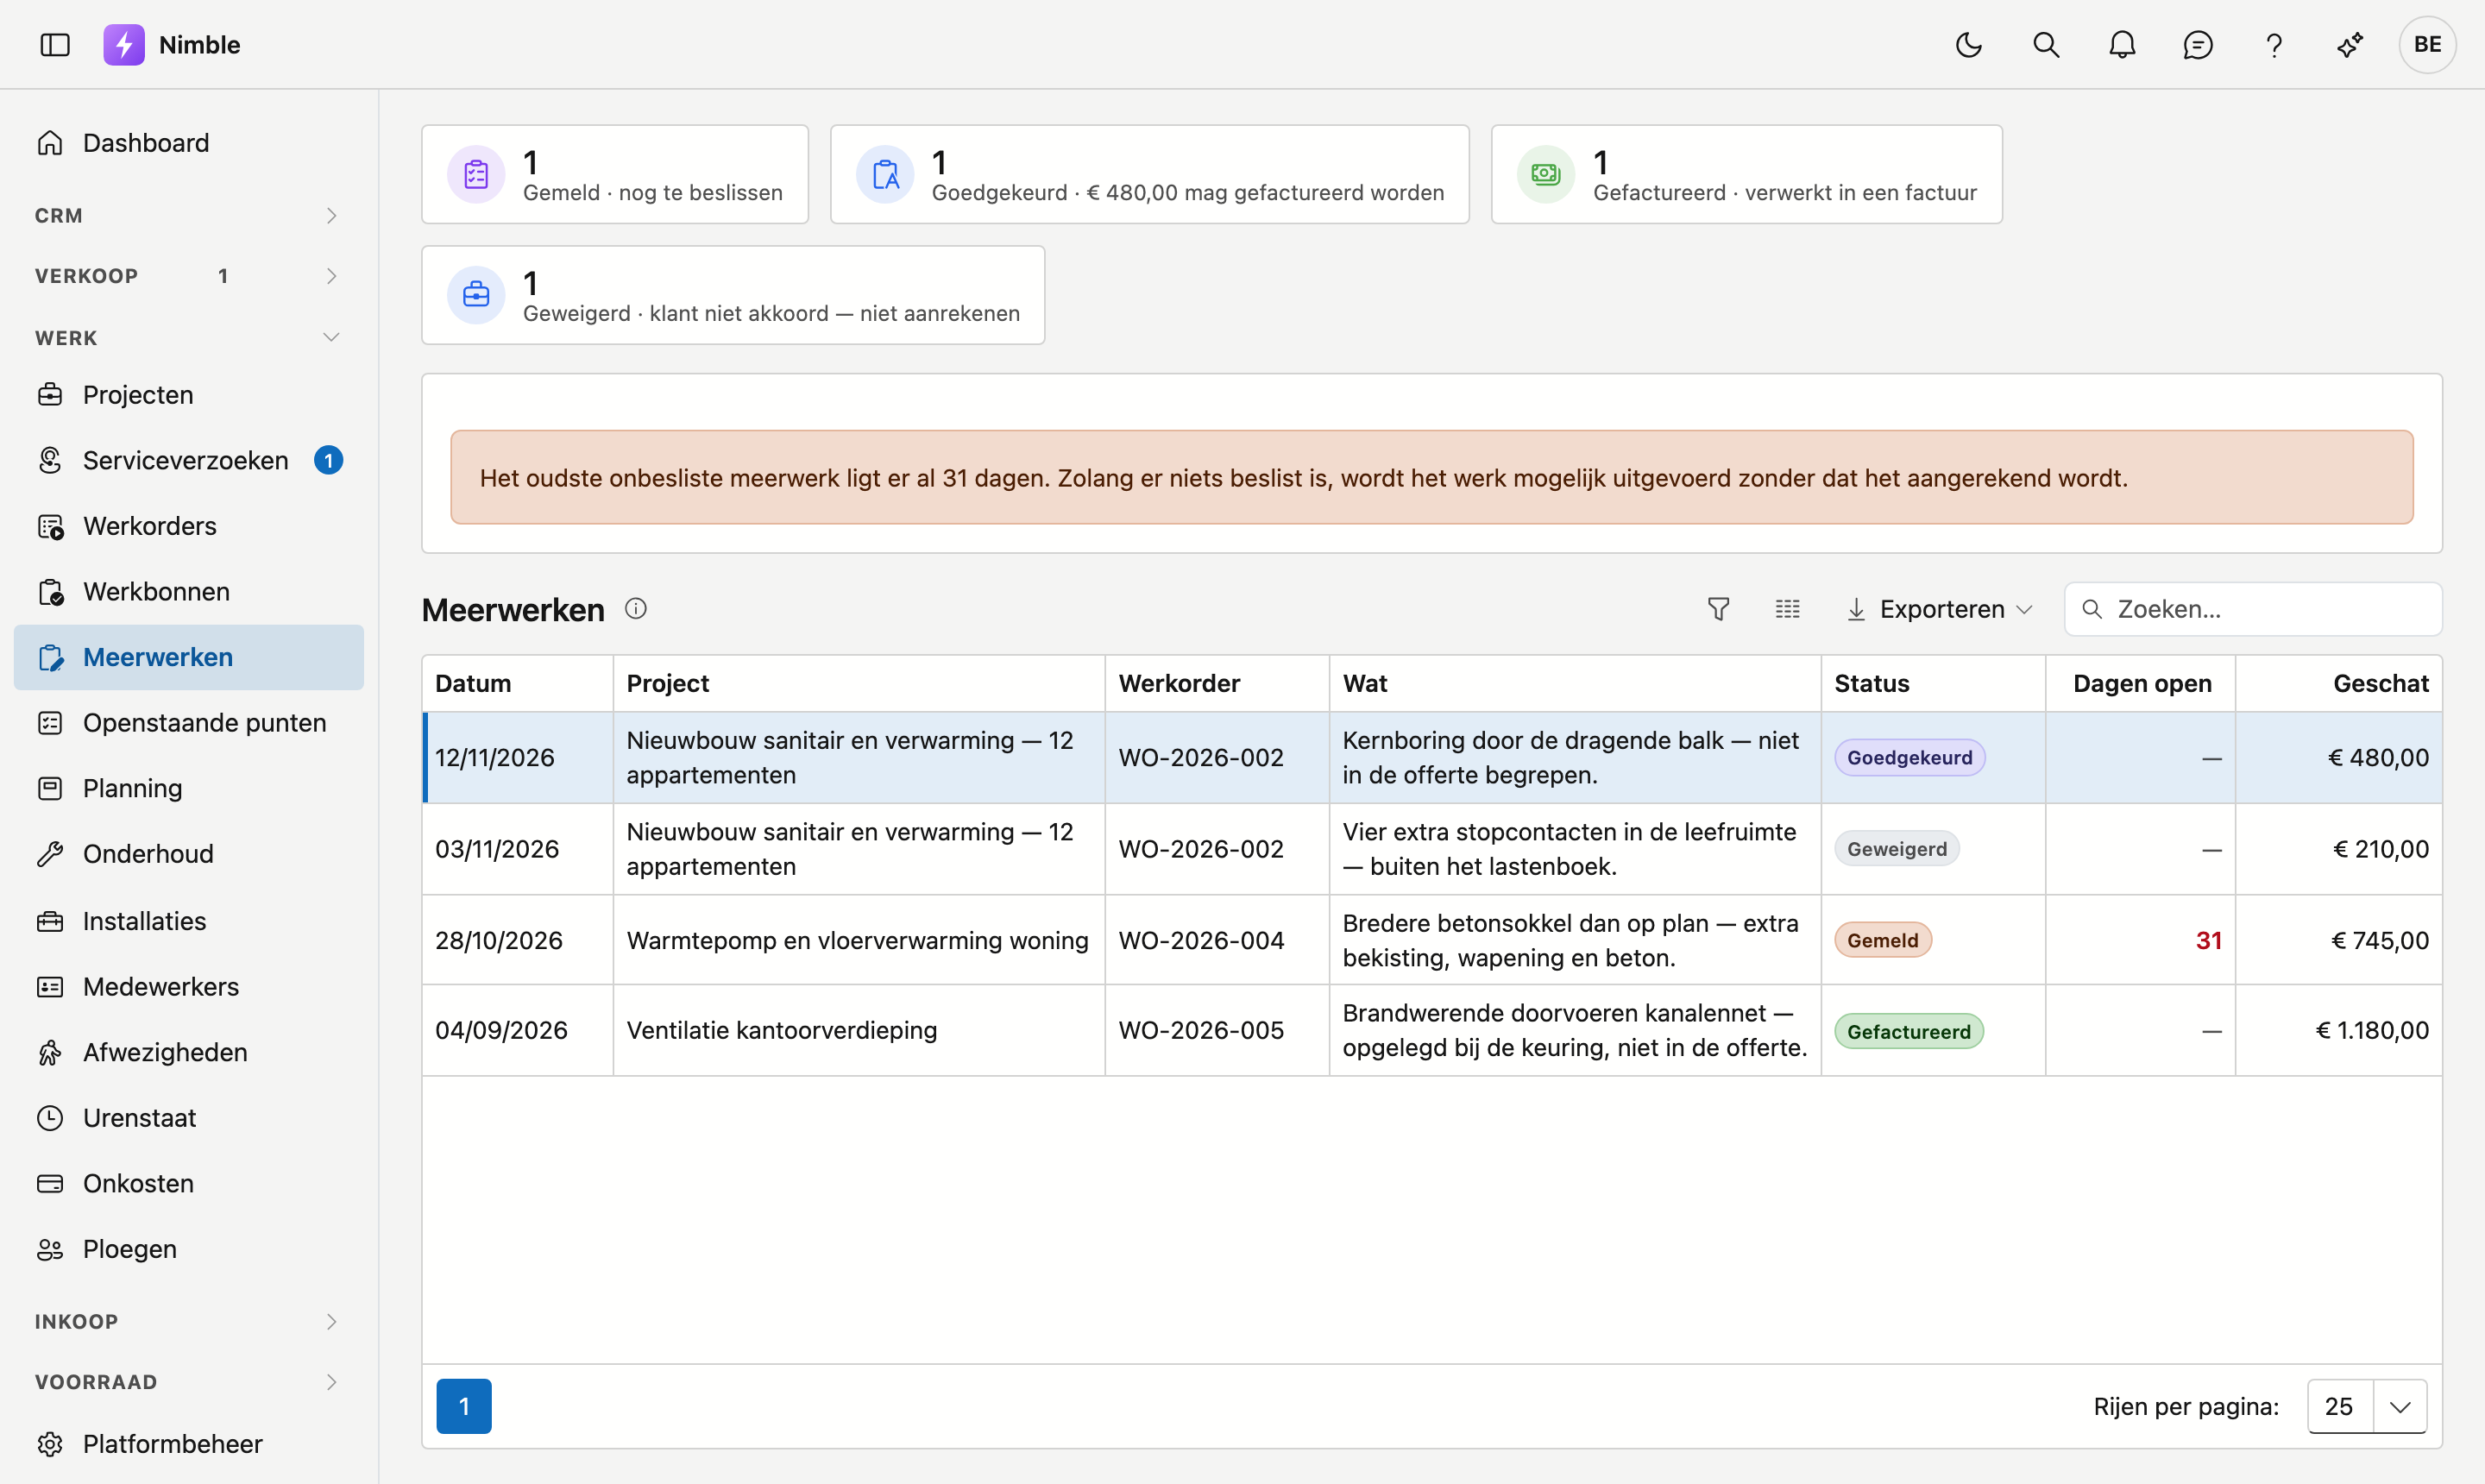 Nimble
BE
Dashboard
CRM
VERKOOP 1
WERK
Projecten
Serviceverzoeken 1
Werkorders
Werkbonnen
Meerwerken
Openstaande punten
Planning
Onderhoud
Installaties
Medewerkers
Afwezigheden
Urenstaat
Onkosten
Ploegen
INKOOP
VOORRAAD
Platformbeheer
1
Gemeld · nog te beslissen
1
Goedgekeurd · € 480,00 mag gefactureerd worden
1
Gefactureerd · verwerkt in een factuur
1
Geweigerd · klant niet akkoord — niet aanrekenen
Het oudste onbesliste meerwerk ligt er al 31 dagen. Zolang er niets beslist is, wordt het werk mogelijk uitgevoerd zonder dat het aangerekend wordt.
Meerwerken
Exporteren
Zoeken...
Datum Project Werkorder Wat Status Dagen open Geschat
12/11/2026 Nieuwbouw sanitair en verwarming — 12 appartementen WO-2026-002 Kernboring door de dragende balk — niet in de offerte begrepen. Goedgekeurd — € 480,00
03/11/2026 Nieuwbouw sanitair en verwarming — 12 appartementen WO-2026-002 Vier extra stopcontacten in de leefruimte — buiten het lastenboek. Geweigerd — € 210,00
28/10/2026 Warmtepomp en vloerverwarming woning WO-2026-004 Bredere betonsokkel dan op plan — extra bekisting, wapening en beton. Gemeld 31 € 745,00
04/09/2026 Ventilatie kantoorverdieping WO-2026-005 Brandwerende doorvoeren kanalennet — opgelegd bij de keuring, niet in de offerte. Gefactureerd — € 1.180,00
1
Rijen per pagina: 25